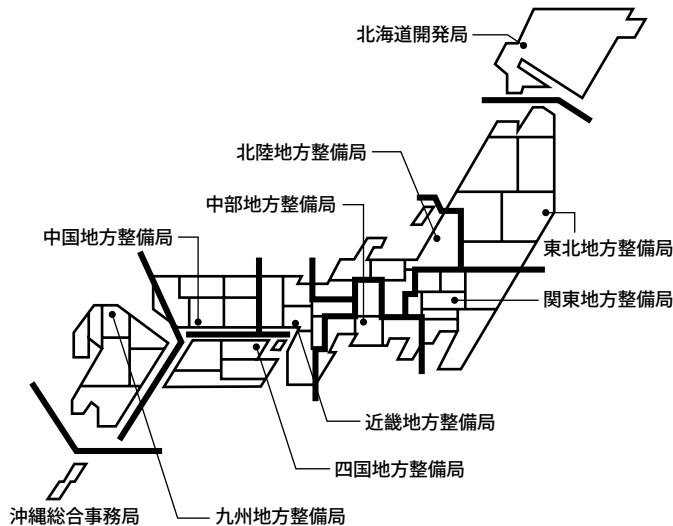 北海道開発局
北陸地方整備局
中部地方整備局
中国地方整備局
東北地方整備局
関東地方整備局
近畿地方整備局
四国地方整備局
沖縄総合事務局
九州地方整備局